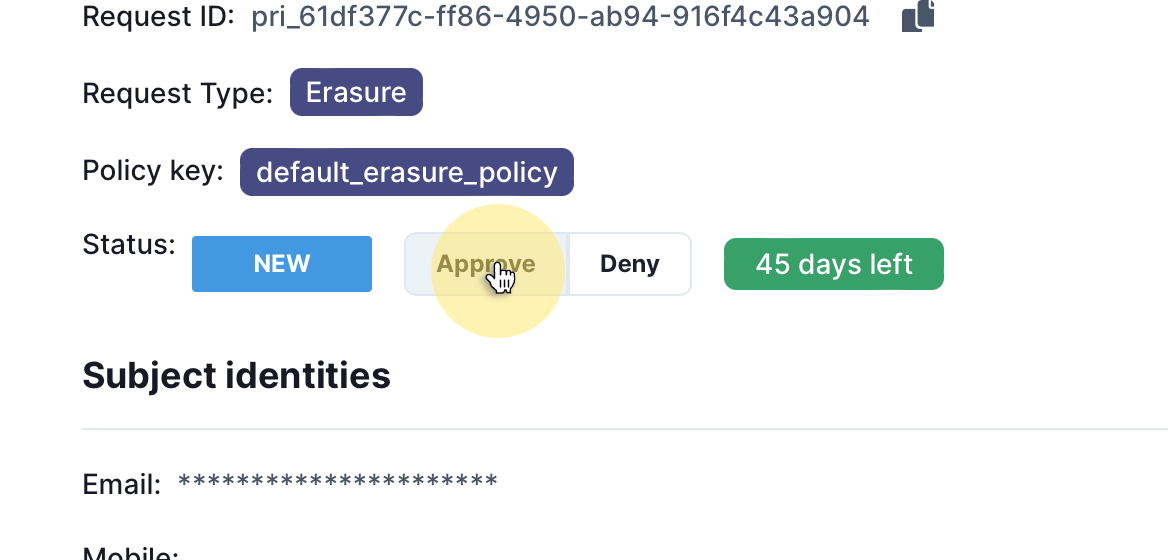 Request ID: pri_61df377c-ff86-4950-ab94-916f4c43a904
Request Type: Erasure
Policy key: default_erasure_policy
Status: NEW Approve Deny 45 days left
Subject identities
Email: **********************
Mobile: